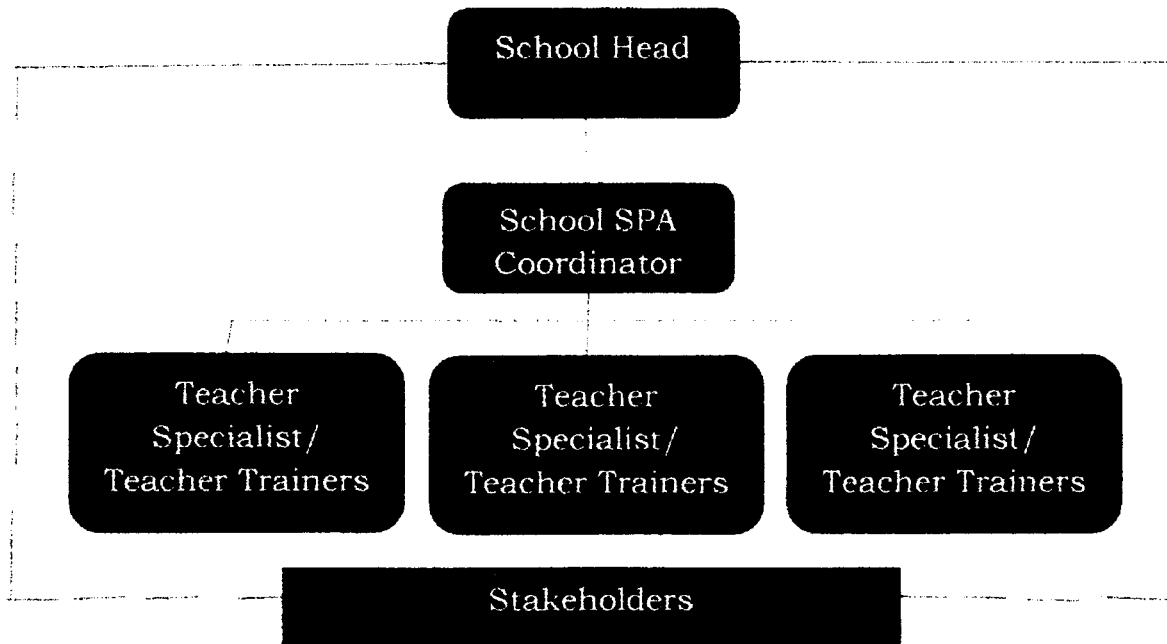 School Head
School SPA
Coordinator
Teacher
Specialist/
Teacher Trainers
Teacher
Specialist/
Teacher Trainers
Teacher
Specialist/
Teacher Trainers
Stakeholders